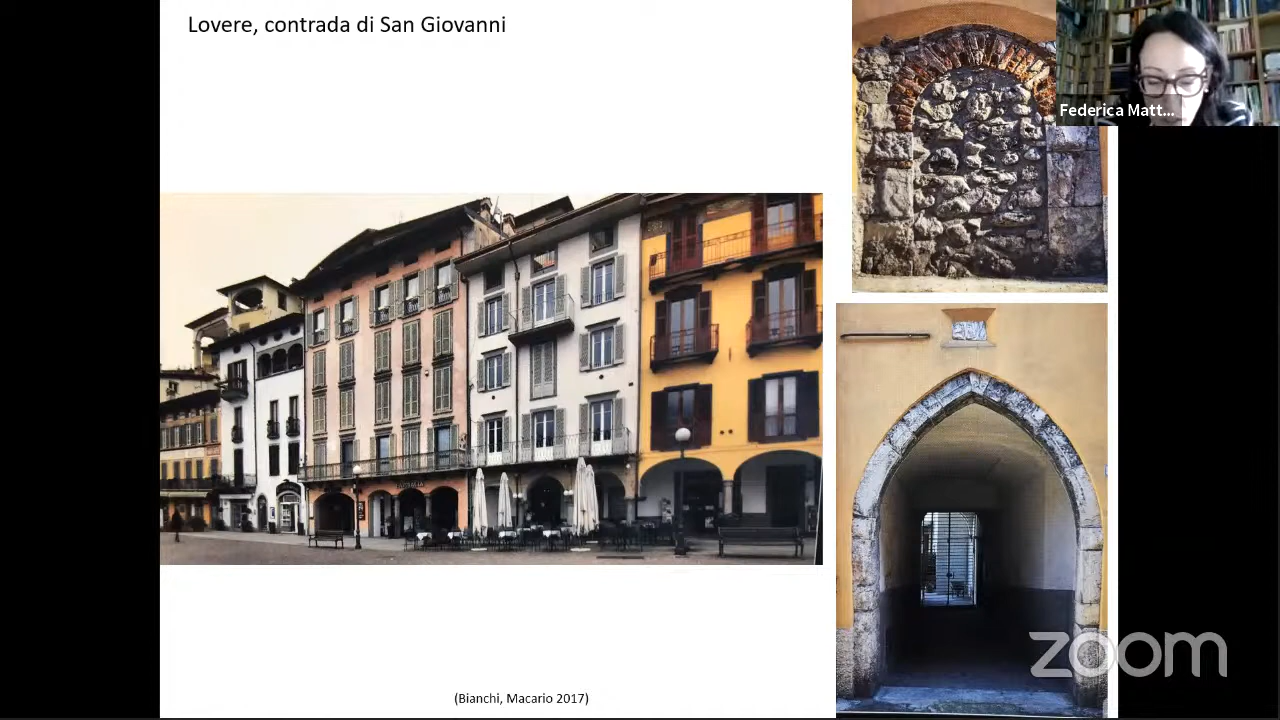 Lovere, contrada di San Giovanni
Federica Matt...
(Bianchi, Macario 2017)
zoom